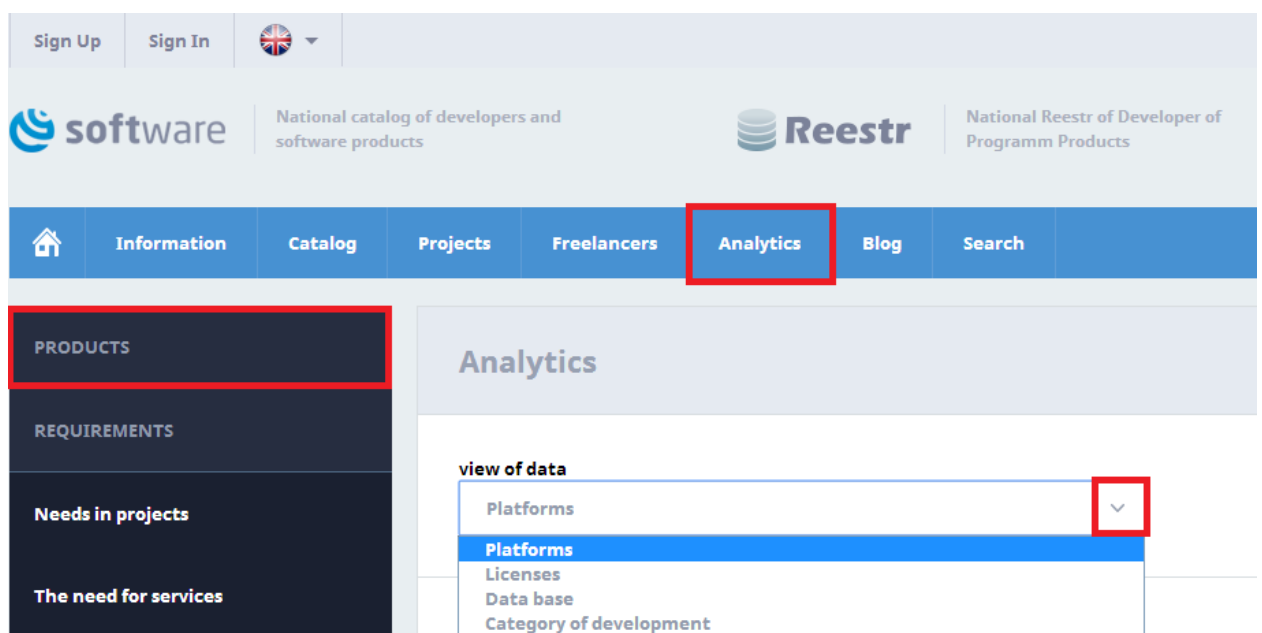 Sign Up
Sign In
software
National catalog of developers and
software products
Reestr
National Reestr of Developer of
Programm Products
Information
Catalog
Projects
Freelancers
Analytics
Blog
Search
PRODUCTS
REQUIREMENTS
Needs in projects
The need for services
Analytics
view of data
Platforms
Platforms
Licenses
Data base
Category of development